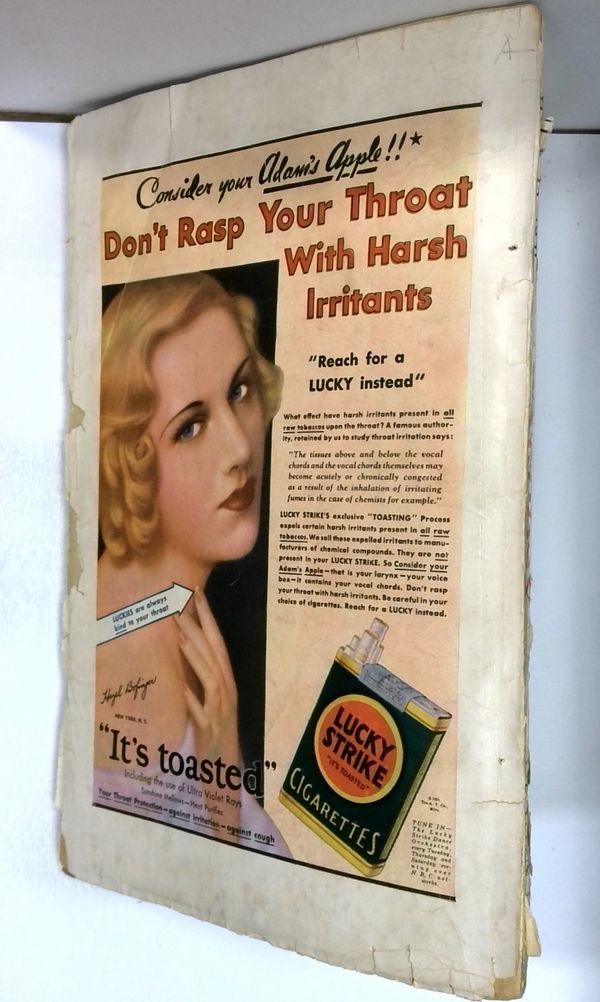 A-
Consider your Adam's Apple!!*
Don't Rasp Your Throat
With Harsh
Irritants
"Reach for a
LUCKY instead"
What effect have harsh irritants present in all
raw tobaccos upon the throat? A famous author-
ity, retained by us to study throat irritation says:
"The tissues above and below the vocal
chords and the vocal chords themselves may
become acutely or chronically congested
as a result of the inhalation of irritating
fumes in the case of chemists for example."
LUCKY STRIKE'S exclusive "TOASTING" Process
expels certain harsh irritants present in all raw
tobaccos. We sell these expelled irritants to manu-
facturers of chemical compounds. They are not
present in your LUCKY STRIKE. So Consider your
Adam's Apple—that is your larynx—your voice
box—it contains your vocal chords. Don't rasp
your throat with harsh irritants. Be careful in your
choice of cigarettes. Reach for a LUCKY instead.
LUCKIES are always
kind to your throat
NEW YORK, N. Y.
"It's toasted"
Including the use of Ultra Violet Rays
Sunshine Mellows—Heat Purifies
Your Throat Protection—against irritation—against cough
LUCKY
STRIKE
"IT'S TOASTED"
CIGARETTES
The A. T. Co.,
TUNE IN—
The Lucky
Strike Dance
Orchestra,
every Tuesday,
Thursday and
Saturday eve-
ning over
N. B. C. net-
works.